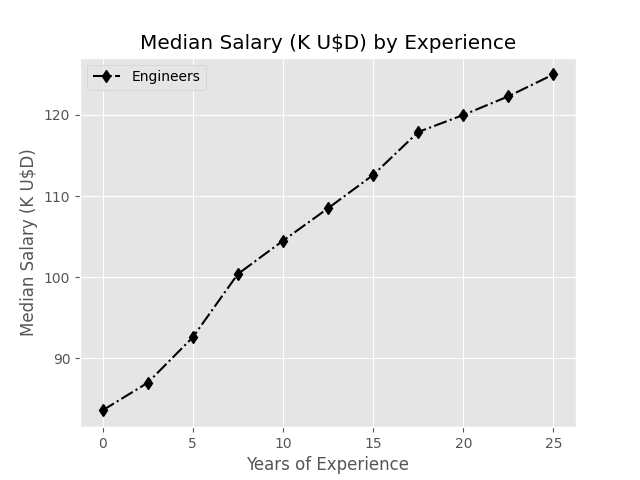 Median Salary (K U$D) by Experience
Engineers
Median Salary (K U$D)
120
110
100
90
0 5 10 15 20 25
Years of Experience